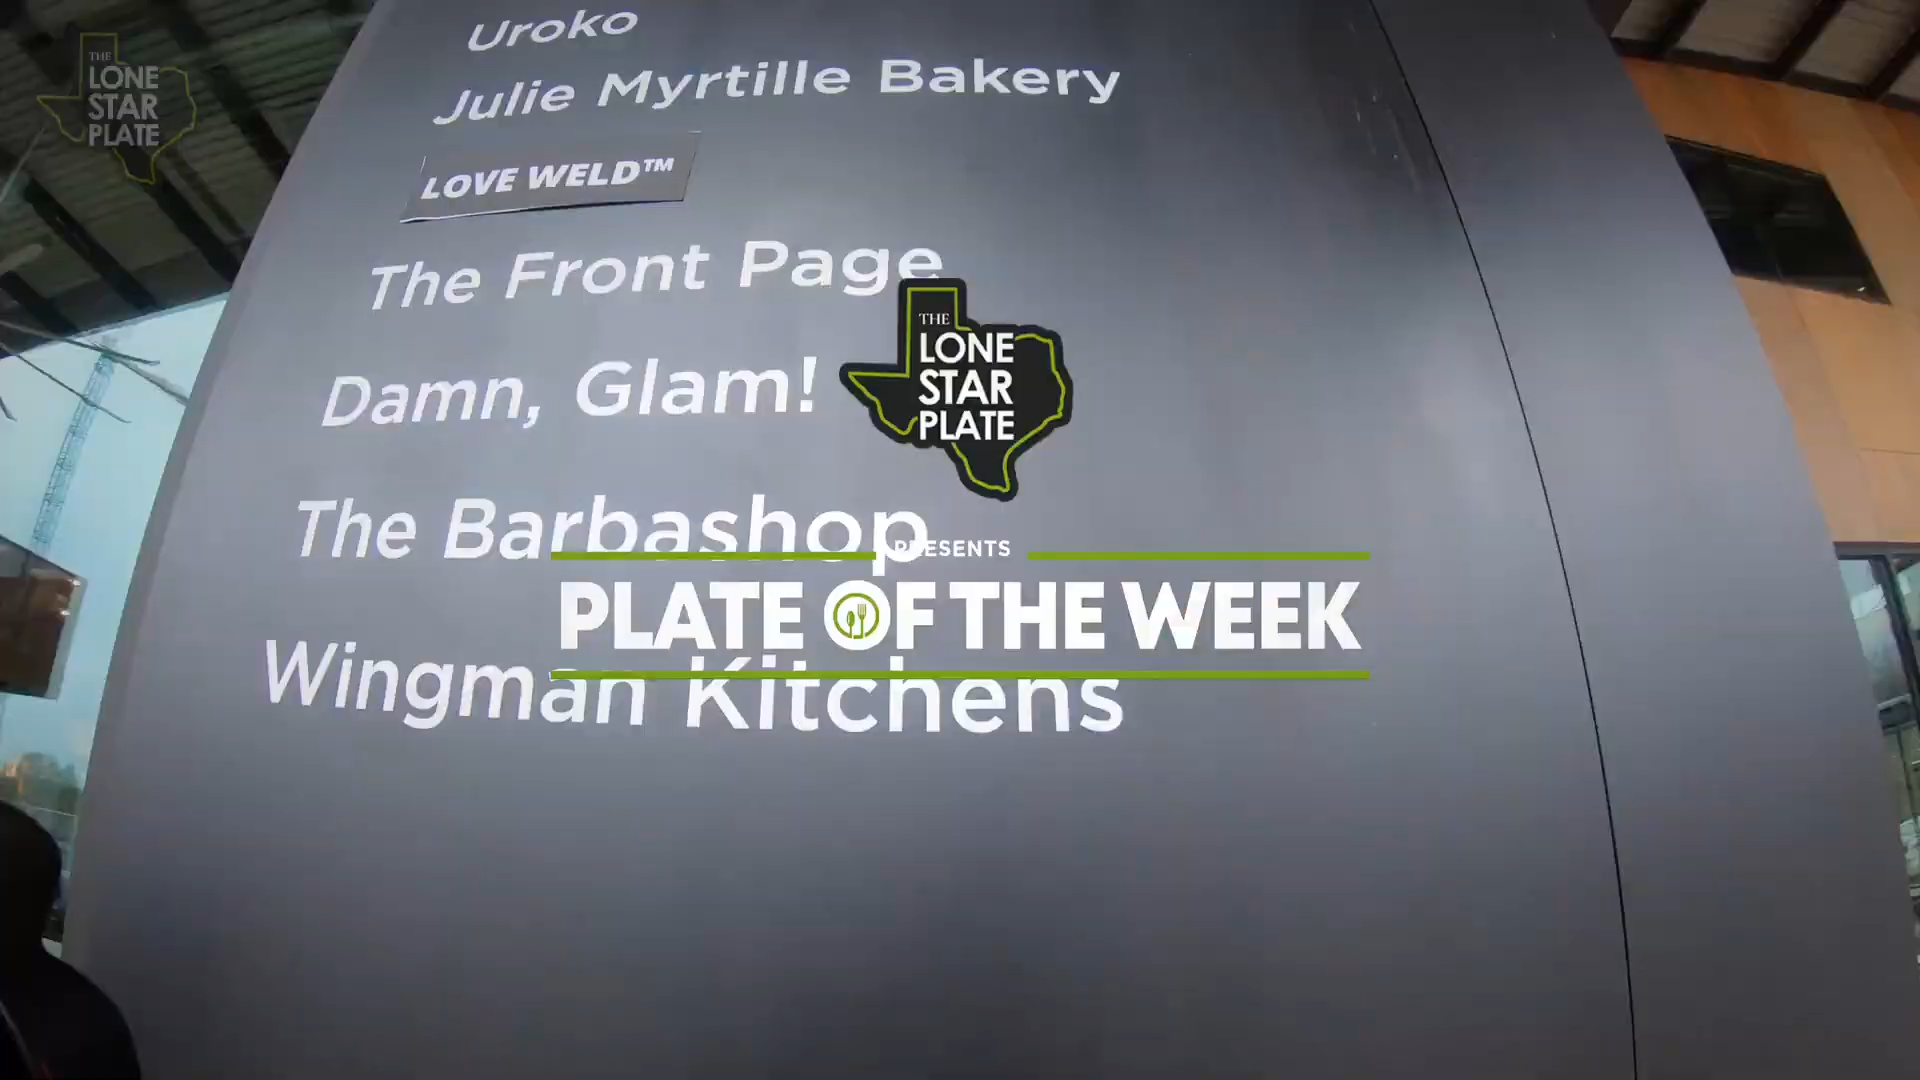 THE
LONE
STAR
PLATE
Uroko
Julie Myrtille Bakery
LOVE WELD™
The Front Page
Damn, Glam!
THE
LONE
STAR
PLATE
The Barbashop
PRESENTS
PLATE OF THE WEEK
Wingman Kitchens